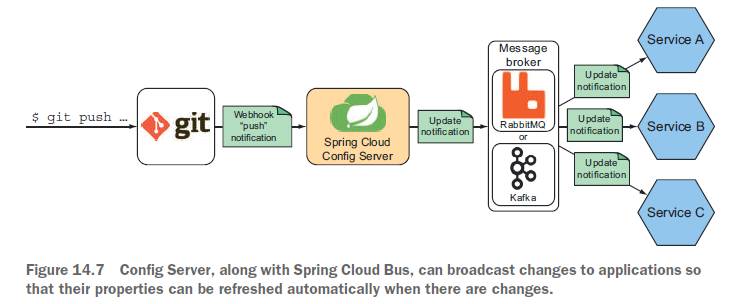 $ git push …
git
Webhook
"push"
notification
Spring Cloud
Config Server
Update
notification
Message
broker
RabbitMQ
or
Kafka
Update
notification
Update
notification
Update
notification
Service A
Service B
Service C
Figure 14.7 Config Server, along with Spring Cloud Bus, can broadcast changes to applications so
that their properties can be refreshed automatically when there are changes.